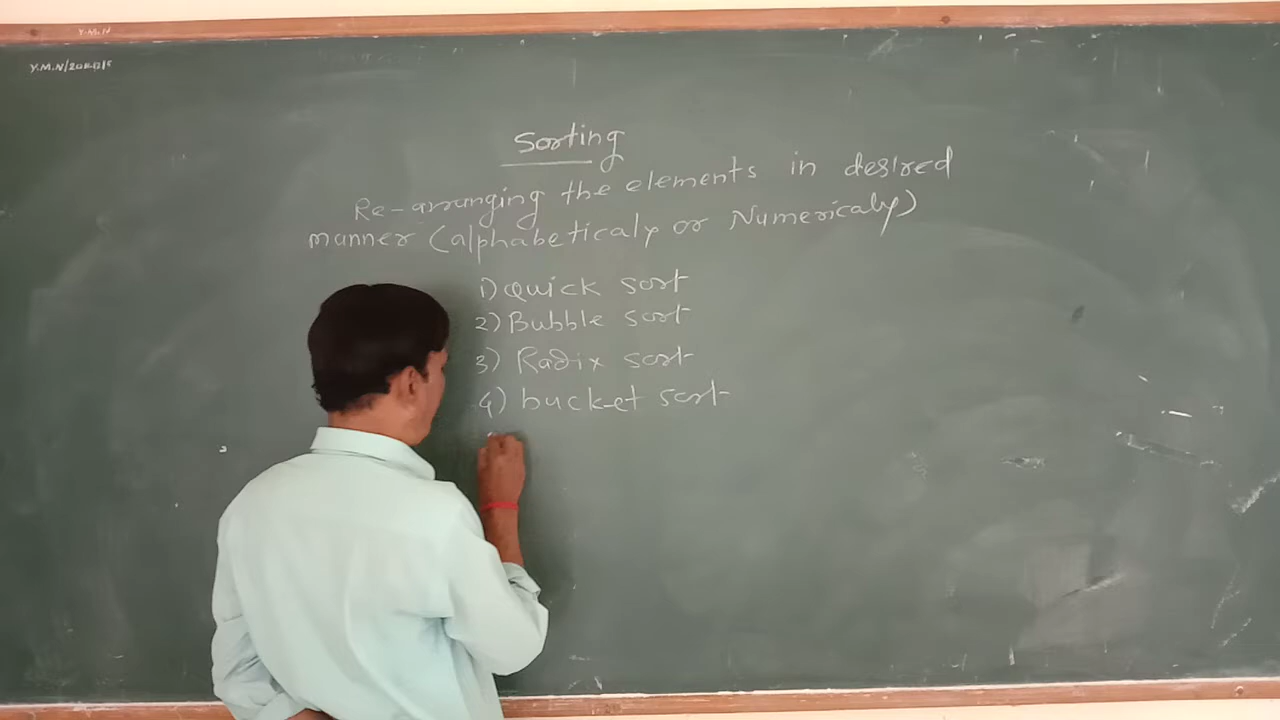 Y.M.N
Sorting
Re-arranging the elements in desired
manner (alphabeticaly or Numericaly)
1) Quick sort
2) Bubble sort
3) Radix sort
4) bucket sort